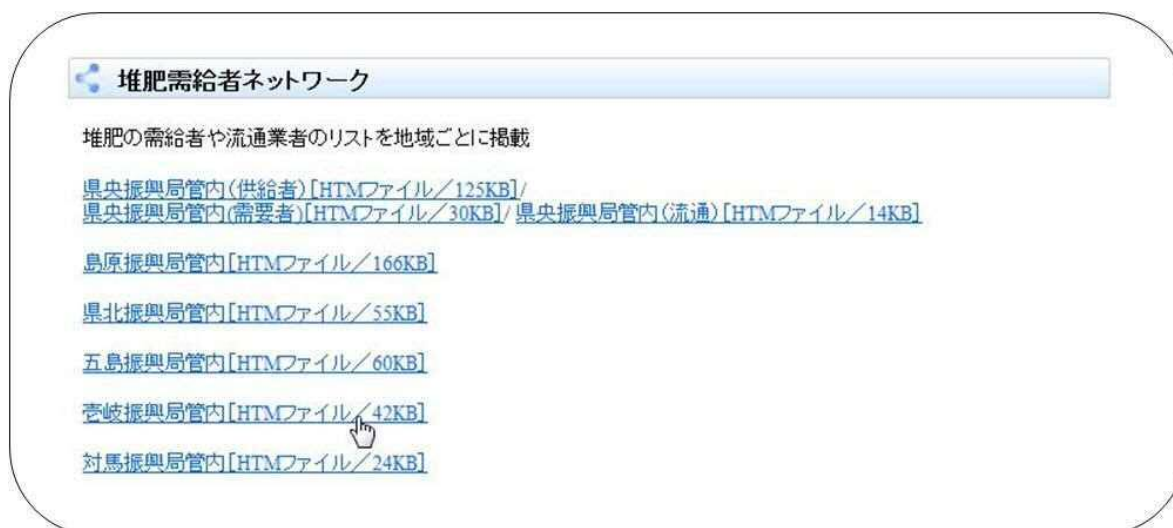 堆肥需給者ネットワーク
堆肥の需給者や流通業者のリストを地域ごとに掲載
県央振興局管内(供給者)[HTMファイル／125KB]/
県央振興局管内(需要者)[HTMファイル／30KB]/ 県央振興局管内(流通)[HTMファイル／14KB]
島原振興局管内[HTMファイル／166KB]
県北振興局管内[HTMファイル／55KB]
五島振興局管内[HTMファイル／60KB]
壱岐振興局管内[HTMファイル／42KB]
対馬振興局管内[HTMファイル／24KB]